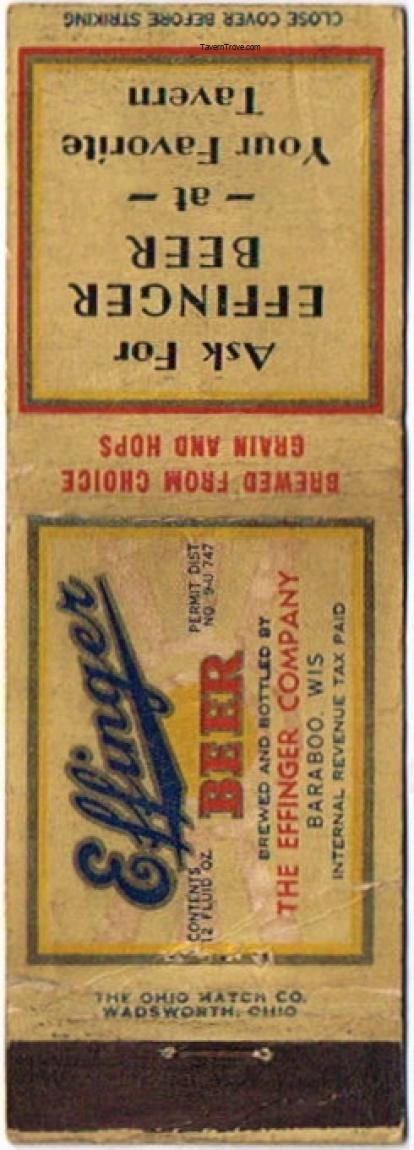 CLOSE COVER BEFORE STRIKING
TavernTrove.com
Ask For
EFFINGER
BEER
- at -
Your Favorite
Tavern
BREWED FROM CHOICE
GRAIN AND HOPS
Effinger
CONTENTS
12 FLUID OZ.
BEER
PERMIT DIST.
NO. 9-U 747
BREWED AND BOTTLED BY
THE EFFINGER COMPANY
BARABOO, WIS
INTERNAL REVENUE TAX PAID
THE OHIO MATCH CO.
WADSWORTH, OHIO